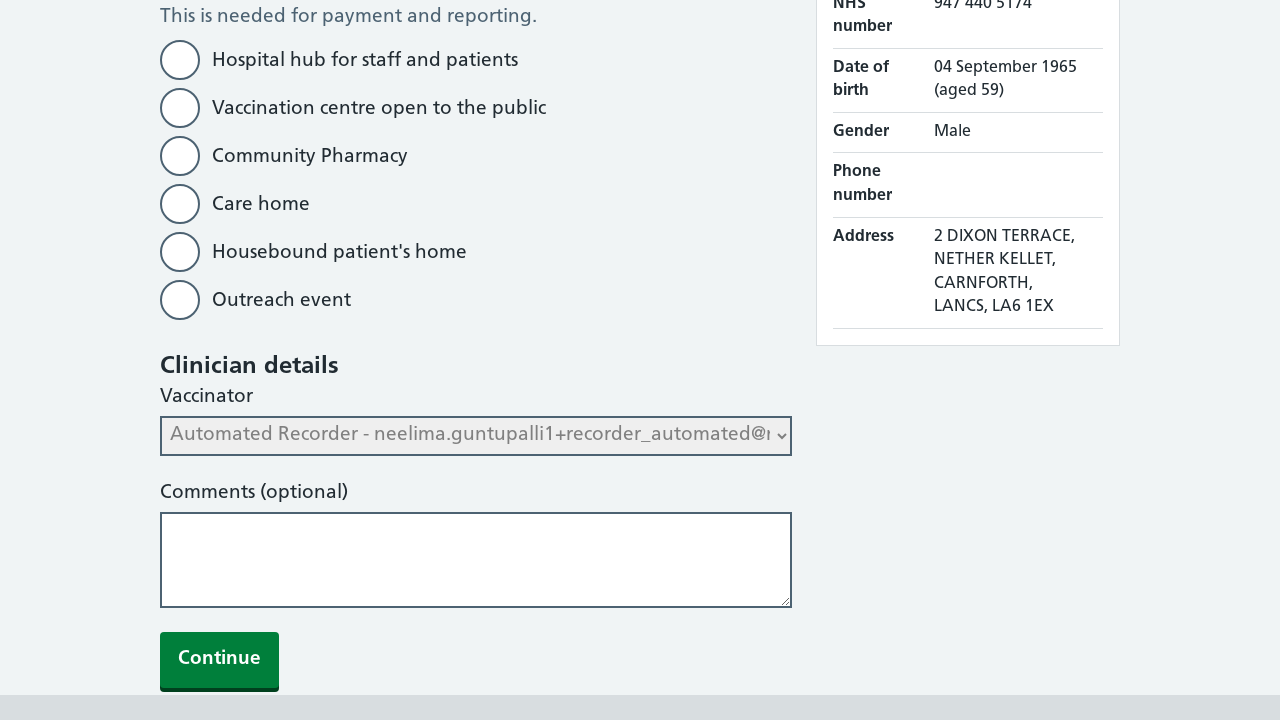 This is needed for payment and reporting.
Hospital hub for staff and patients
Vaccination centre open to the public
Community Pharmacy
Care home
Housebound patient's home
Outreach event
Clinician details
Vaccinator
Automated Recorder - neelima.guntupalli1+recorder_automated@
Comments (optional)
Continue
NHS number 947 440 5174
Date of birth 04 September 1965 (aged 59)
Gender Male
Phone number
Address 2 DIXON TERRACE,
NETHER KELLET,
CARNFORTH,
LANCS, LA6 1EX